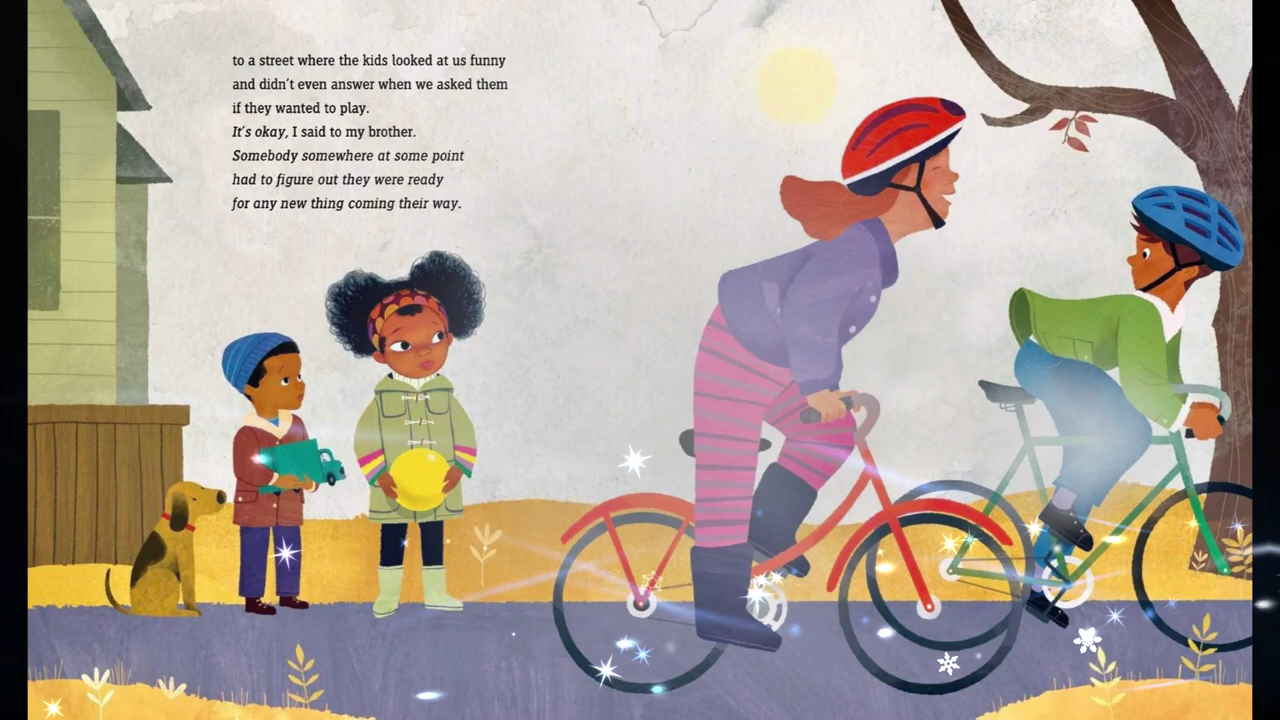 to a street where the kids looked at us funny
and didn’t even answer when we asked them
if they wanted to play.
It’s okay, I said to my brother.
Somebody somewhere at some point
had to figure out they were ready
for any new thing coming their way.